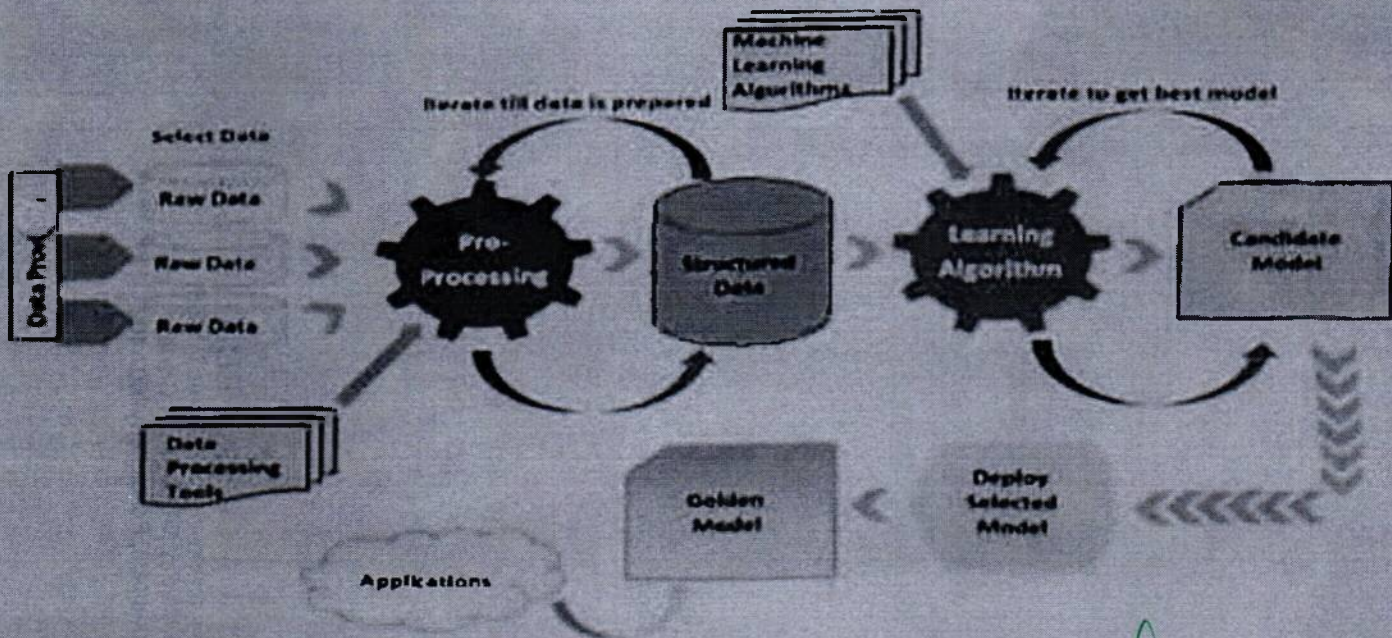 Machine
Learning
Algorithms
Iterate till data is prepared
Iterate to get best model
Select Data
Raw Data
Raw Data
Raw Data
Data
Pre-
Processing
Structured
Data
Learning
Algorithm
Candidate
Model
Data
Processing
Tools
Golden
Model
Deploy
Selected
Model
Applications